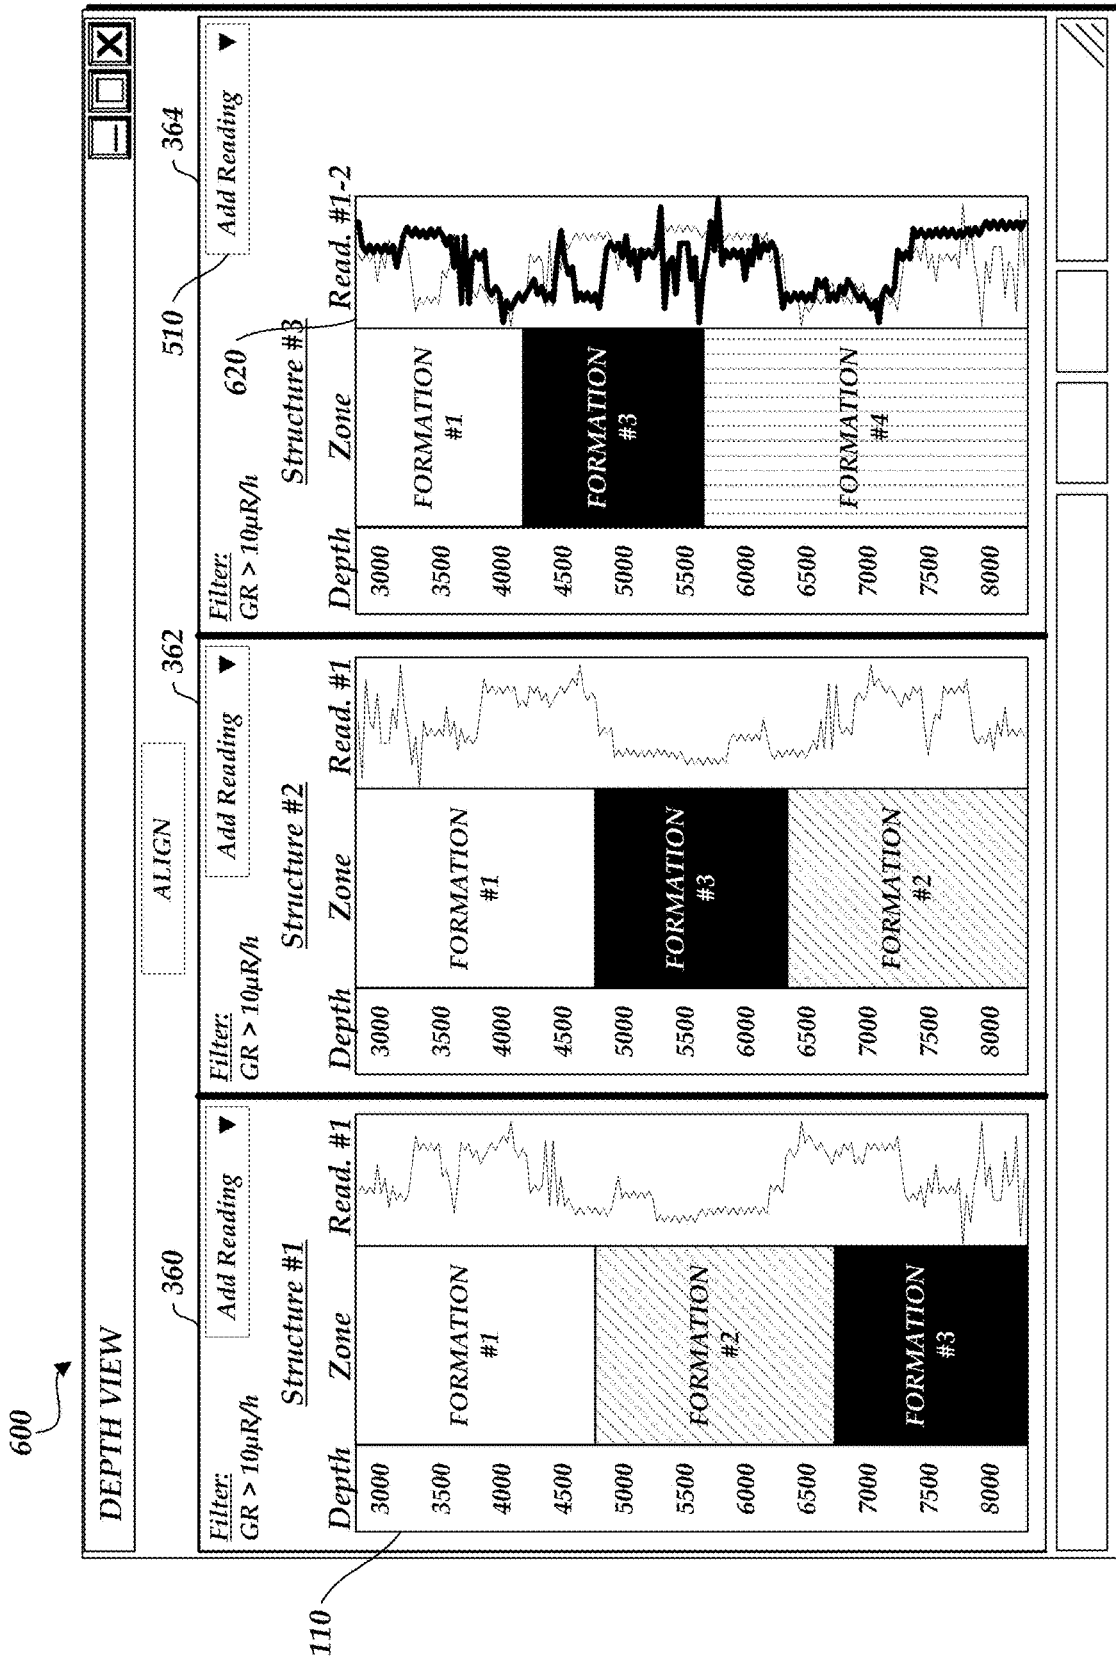 600
DEPTH VIEW
ALIGN
360
362
510
364
Filter:
GR > 10µR/h
Add Reading ▼
Structure #1
Depth
Zone
Read. #1
110
3000
3500
4000
4500
5000
5500
6000
6500
7000
7500
8000
FORMATION
#1
FORMATION
#2
FORMATION
#3
Filter:
GR > 10µR/h
Add Reading ▼
Structure #2
Depth
Zone
Read. #1
3000
3500
4000
4500
5000
5500
6000
6500
7000
7500
8000
FORMATION
#1
FORMATION
#3
FORMATION
#2
Filter:
GR > 10µR/h
Add Reading ▼
620
Structure #3
Depth
Zone
Read. #1-2
3000
3500
4000
4500
5000
5500
6000
6500
7000
7500
8000
FORMATION
#1
FORMATION
#3
FORMATION
#4